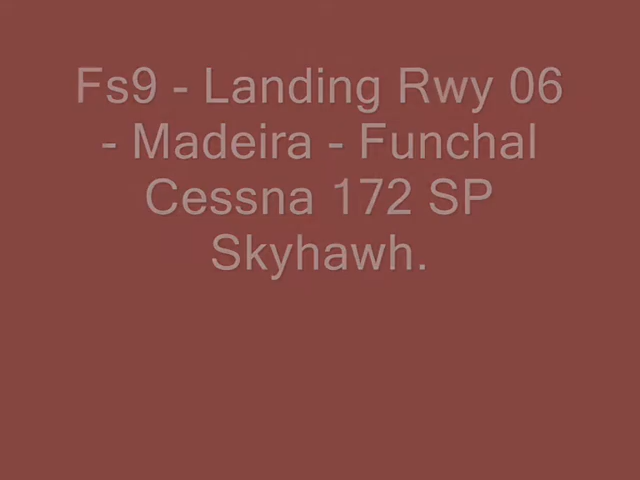 Fs9 - Landing Rwy 06
- Madeira - Funchal
Cessna 172 SP
Skyhawh.